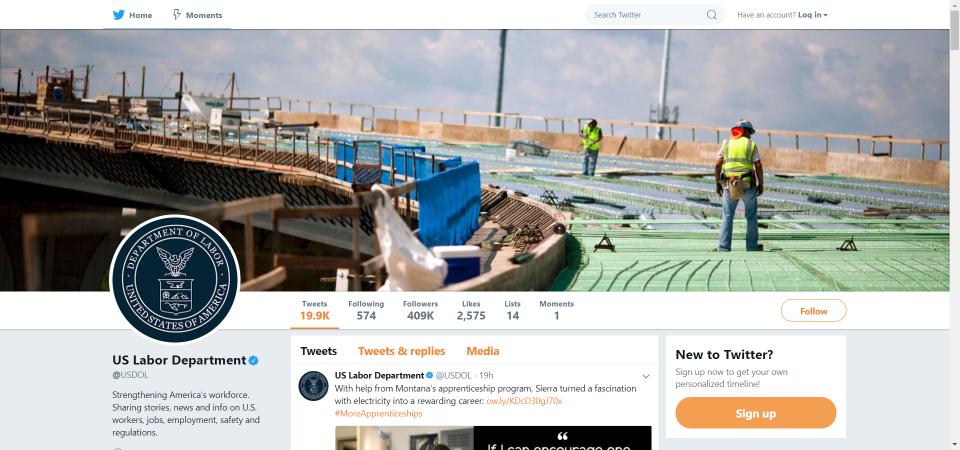 Home
Moments
Search Twitter
Have an account? Log in
DEPARTMENT OF LABOR
UNITED STATES OF AMERICA
Tweets
19.9K
Following
574
Followers
409K
Likes
2,575
Lists
14
Moments
1
Follow
US Labor Department
@USDOL
Strengthening America's workforce.
Sharing stories, news and info on U.S.
workers, jobs, employment, safety and
regulations.
Tweets
Tweets & replies
Media
US Labor Department @USDOL · 19h
With help from Montana's apprenticeship program, Sierra turned a fascination
with electricity into a rewarding career: ow.ly/KDcD30gJ70x
#MoreApprenticeships
“
If I can encourage one
New to Twitter?
Sign up now to get your own
personalized timeline!
Sign up